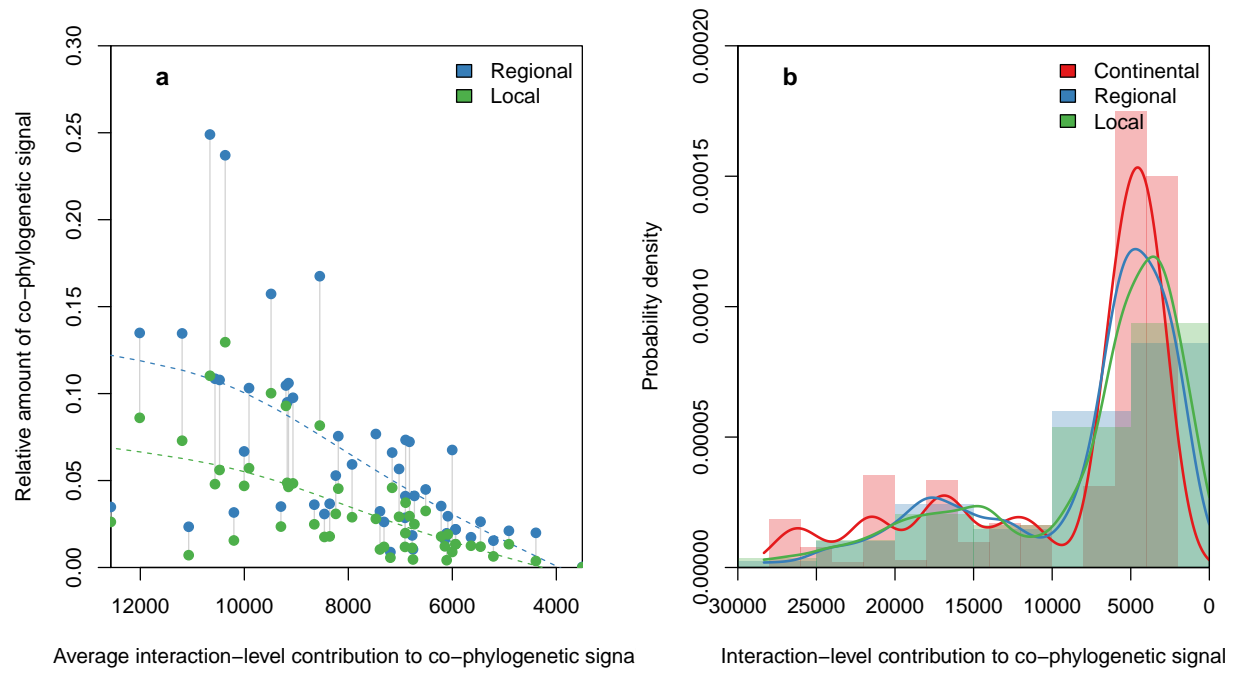 a
Regional
Local
Relative amount of co−phylogenetic signal
0.30
0.25
0.20
0.15
0.10
0.05
0.00
12000 10000 8000 6000 4000
Average interaction−level contribution to co−phylogenetic signa
b
Continental
Regional
Local
Probability density
0.00020
0.00015
0.00010
0.00005
0.00000
30000 25000 20000 15000 10000 5000 0
Interaction−level contribution to co−phylogenetic signal